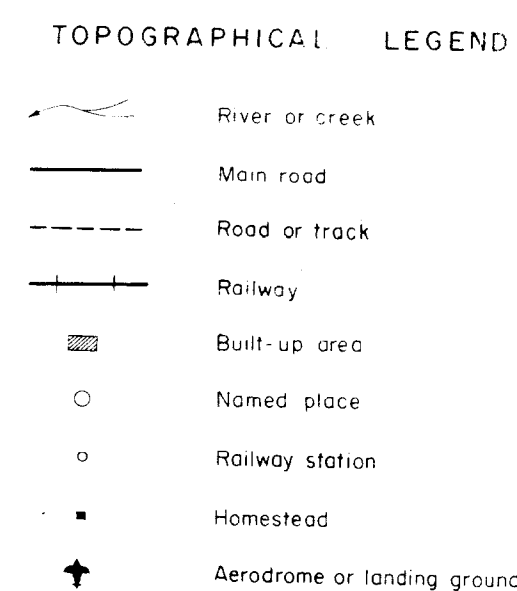 TOPOGRAPHICAL LEGEND
River or creek
Main road
Road or track
Railway
Built-up area
Named place
Railway station
Homestead
Aerodrome or landing ground